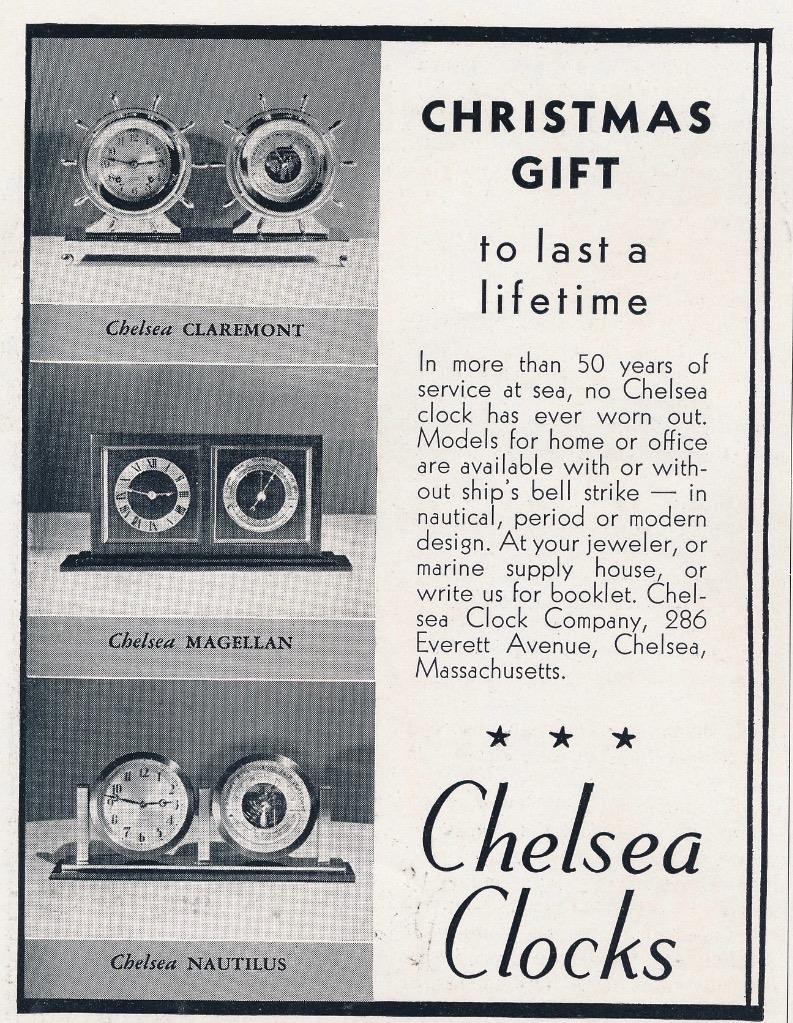 CHRISTMAS
GIFT
to last a
lifetime
In more than 50 years of
service at sea, no Chelsea
clock has ever worn out.
Models for home or office
are available with or with-
out ship's bell strike — in
nautical, period or modern
design. At your jeweler, or
marine supply house, or
write us for booklet. Chel-
sea Clock Company, 286
Everett Avenue, Chelsea,
Massachusetts.
Chelsea
Clocks
Chelsea CLAREMONT
Chelsea MAGELLAN
Chelsea NAUTILUS